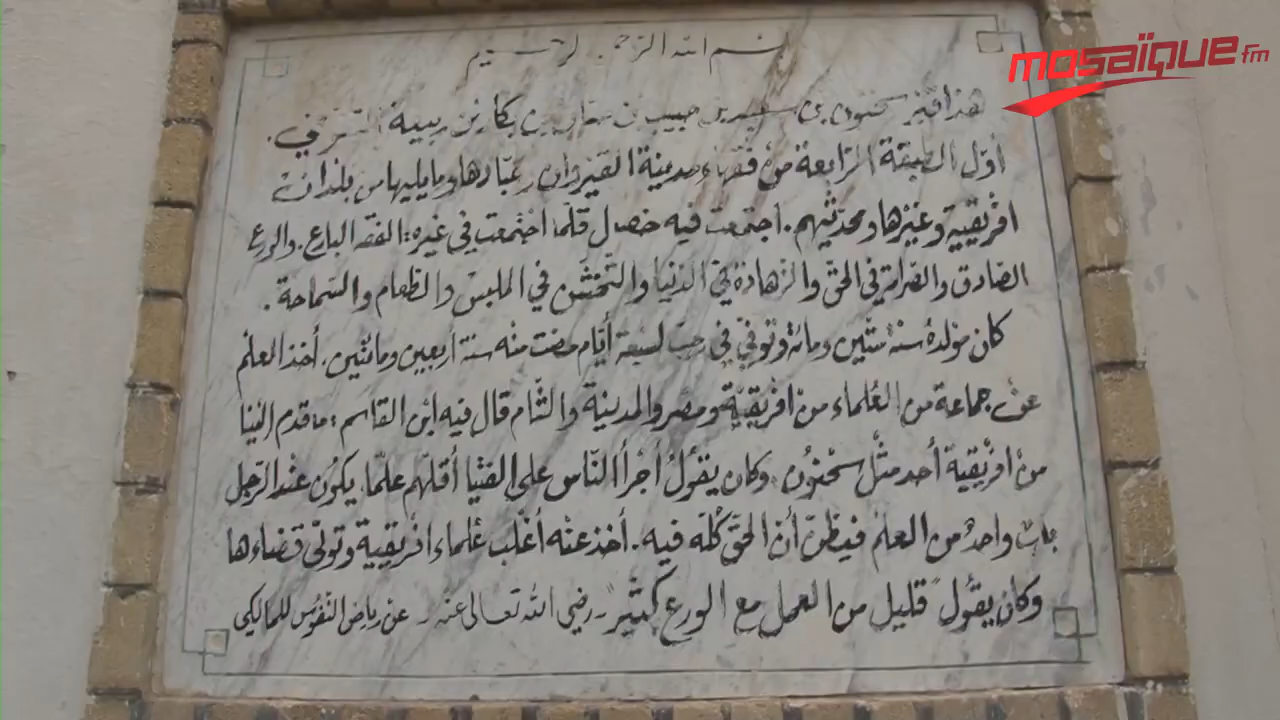 بسم الله الرحمن الرحيم
mosaïque fm
هذا قبر سحنون بن سعيد بن حبيب بن حسان بن بكار بن ربيعة التنوخي.
أول الطبقة الرابعة من فقهاء مدينة القيروان وعبادها وما يليها من بلدان
افريقية وغيرها ومحدثيهم. اجتمعت فيه خصال قلما اجتمعت في غيره: الفقه البارع. والورع
الصادق والصرامة في الحق والزهادة في الدنيا والتخشن في الملبس والطعام والسماحة.
كان مولده سنة ستين ومائة وتوفي في رجب لسبعة أيام مضت منه سنة أربعين ومائتين. أخذ العلم
عن جماعة من العلماء من افريقية ومصر والمدينة والشام قال فيه ابن القاسم: ما قدم الينا
من افريقية أحد مثل سحنون وكان يقول أجرأ الناس على الفتيا أقلهم علما، يكون عند الرجل
باب واحد من العلم فيظن أن الحق كله فيه. أخذ عنه أغلب علماء افريقية وتولى قضاءها
وكان يقول "قليل من العمل مع الورع كثير" - رضي الله تعالى عنه - عن رياض النفوس للمالكي